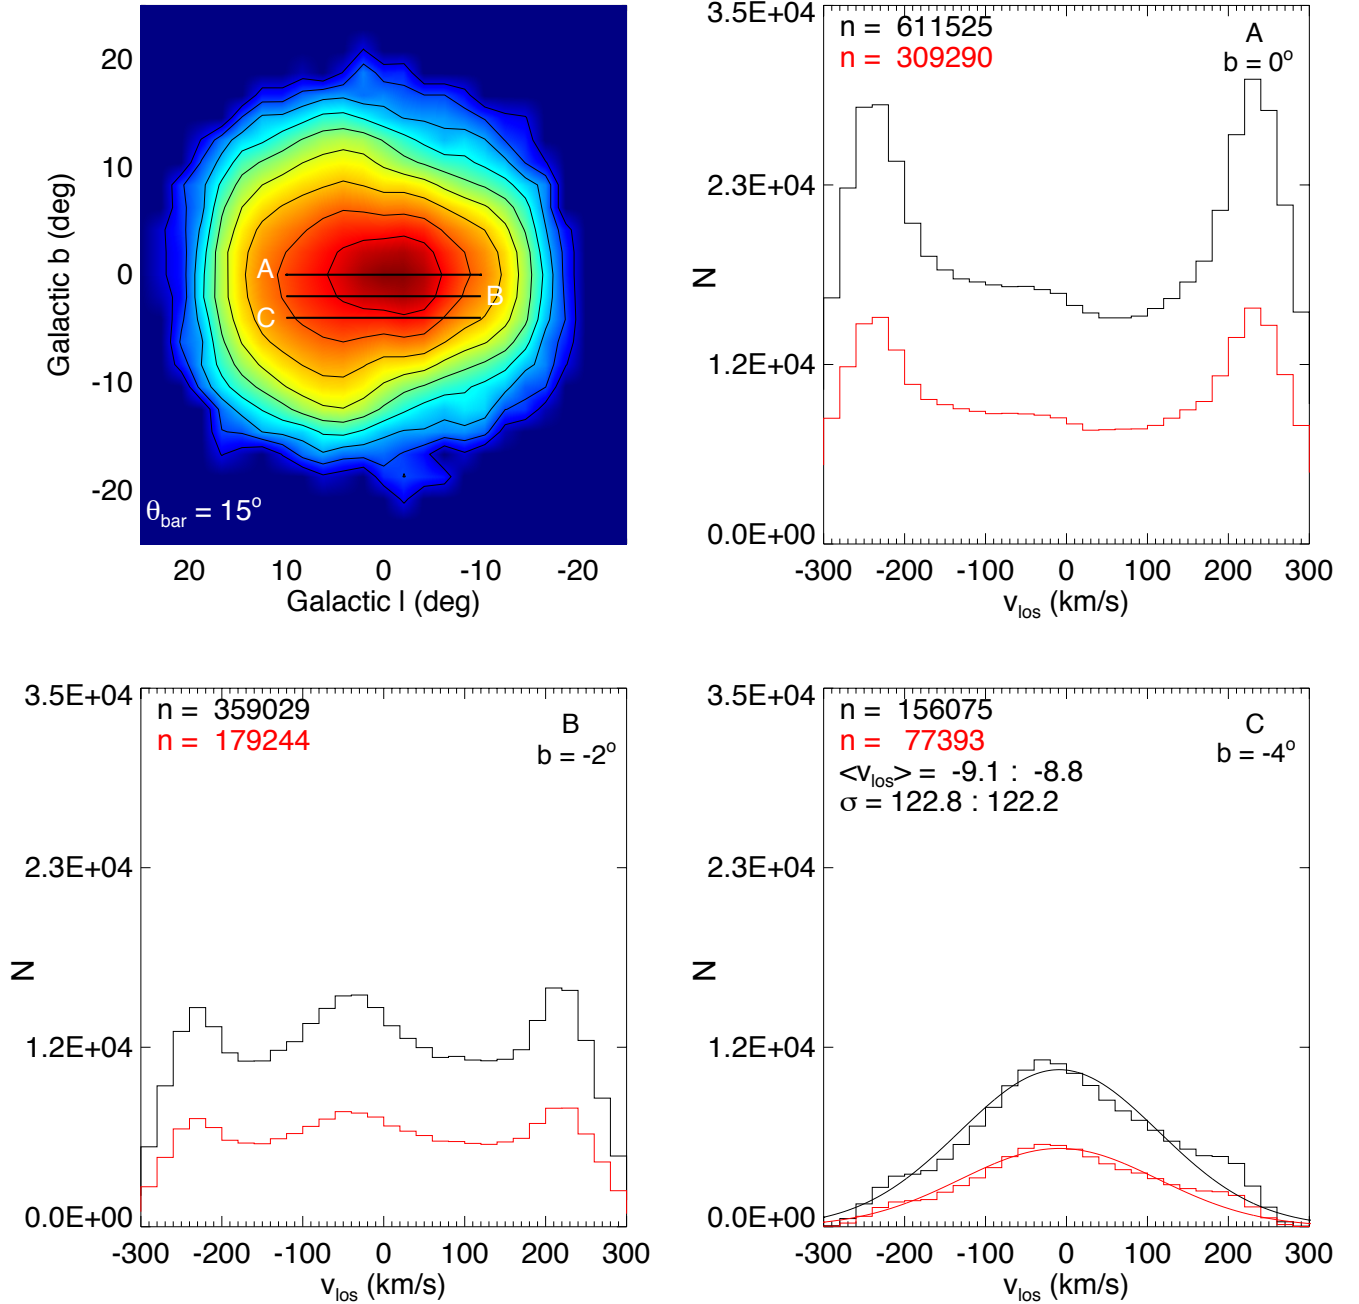 20
10
0
-10
-20
Galactic b (deg)
A
B
C
θbar = 15o
20 10 0 -10 -20
Galactic l (deg)
3.5E+04
2.3E+04
1.2E+04
0.0E+00
N
n = 611525
n = 309290
A
b = 0o
-300 -200 -100 0 100 200 300
vlos (km/s)
3.5E+04
2.3E+04
1.2E+04
0.0E+00
N
n = 359029
n = 179244
B
b = -2o
-300 -200 -100 0 100 200 300
vlos (km/s)
3.5E+04
2.3E+04
1.2E+04
0.0E+00
N
n = 156075
n = 77393
<vlos> = -9.1 : -8.8
σ = 122.8 : 122.2
C
b = -4o
-300 -200 -100 0 100 200 300
vlos (km/s)